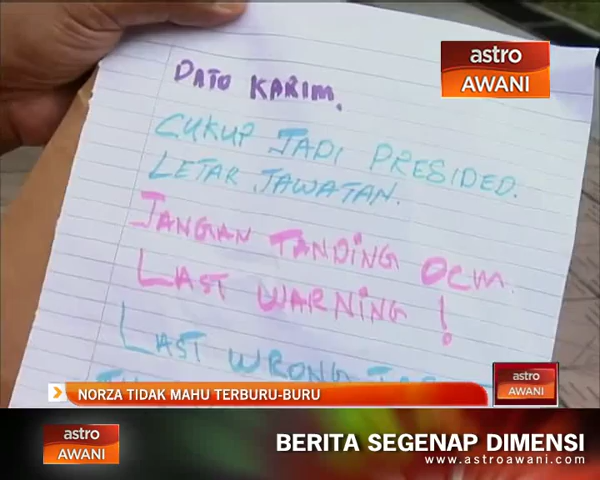 astro
AWANI
DATO KARIM.
CUKUP JADI PRESIDED.
LETAK JAWATAN.
JANGAN TANDING OCM.
LAST WARNING !
LAST WRONG
astro
AWANI
NORZA TIDAK MAHU TERBURU-BURU
astro
AWANI
BERITA SEGENAP DIMENSI
www.astroawani.com